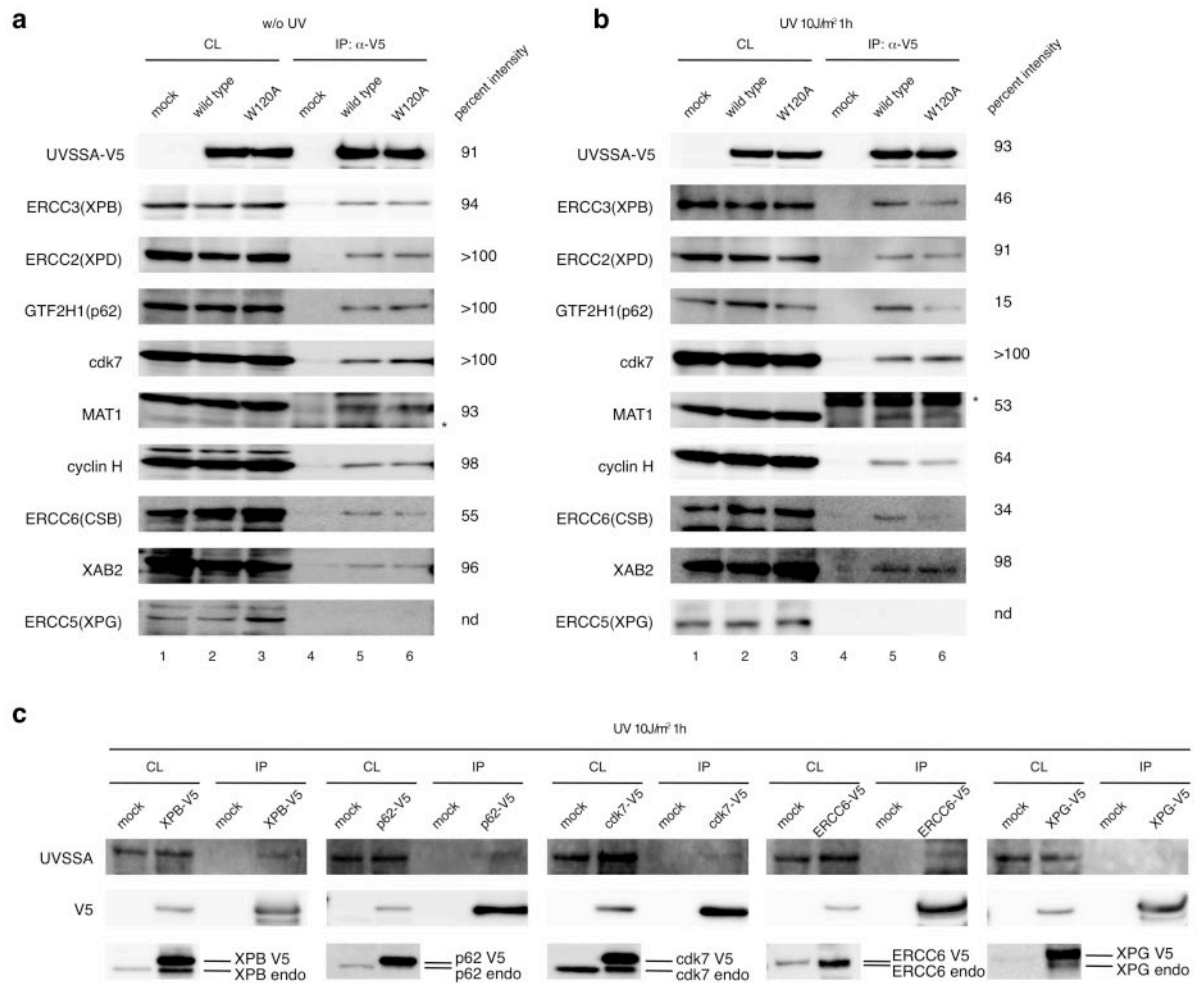 a
w/o UV
CL
IP: α-V5
mock
wild type
W120A
mock
wild type
W120A
percent intensity
UVSSA-V5
91
ERCC3(XPB)
94
ERCC2(XPD)
>100
GTF2H1(p62)
>100
cdk7
>100
MAT1
93
*
cyclin H
98
ERCC6(CSB)
55
XAB2
96
ERCC5(XPG)
nd
1 2 3 4 5 6
b
UV 10J/m² 1h
CL
IP: α-V5
mock
wild type
W120A
mock
wild type
W120A
percent intensity
UVSSA-V5
93
ERCC3(XPB)
46
ERCC2(XPD)
91
GTF2H1(p62)
15
cdk7
>100
MAT1
*
53
cyclin H
64
ERCC6(CSB)
34
XAB2
98
ERCC5(XPG)
nd
1 2 3 4 5 6
c
UV 10J/m² 1h
CL IP CL IP CL IP CL IP CL IP
mock XPB-V5 mock XPB-V5 mock p62-V5 mock p62-V5 mock cdk7-V5 mock cdk7-V5 mock ERCC6-V5 mock ERCC6-V5 mock XPG-V5 mock XPG-V5
UVSSA
V5
XPB V5 p62 V5 cdk7 V5 ERCC6 V5 XPG V5
XPB endo p62 endo cdk7 endo ERCC6 endo XPG endo